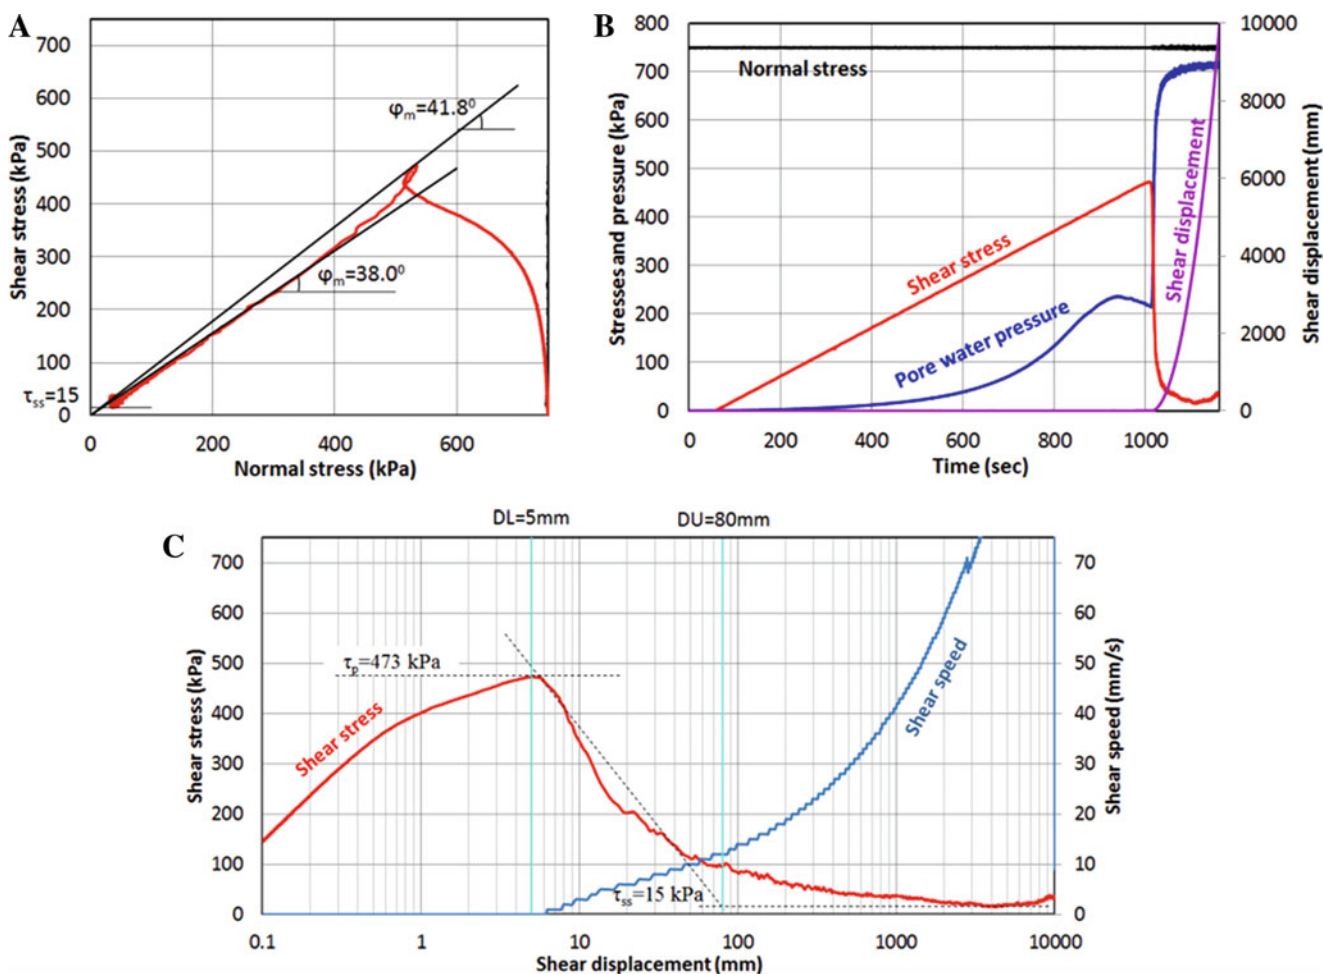 A
Shear stress (kPa)
700
600
500
400
300
200
100
0
φm=41.8⁰
φm=38.0⁰
τss=15
0 200 400 600
Normal stress (kPa)
B
Stresses and pressure (kPa)
800
700
600
500
400
300
200
100
0
Normal stress
Shear stress
Pore water pressure
Shear displacement
10000
8000
6000
4000
2000
0
Shear displacement (mm)
0 200 400 600 800 1000
Time (sec)
C
DL=5mm DU=80mm
Shear stress (kPa)
700
600
500
400
300
200
100
0
τp=473 kPa
Shear stress
Shear speed
τss=15 kPa
70
60
50
40
30
20
10
0
Shear speed (mm/s)
0.1 1 10 100 1000 10000
Shear displacement (mm)